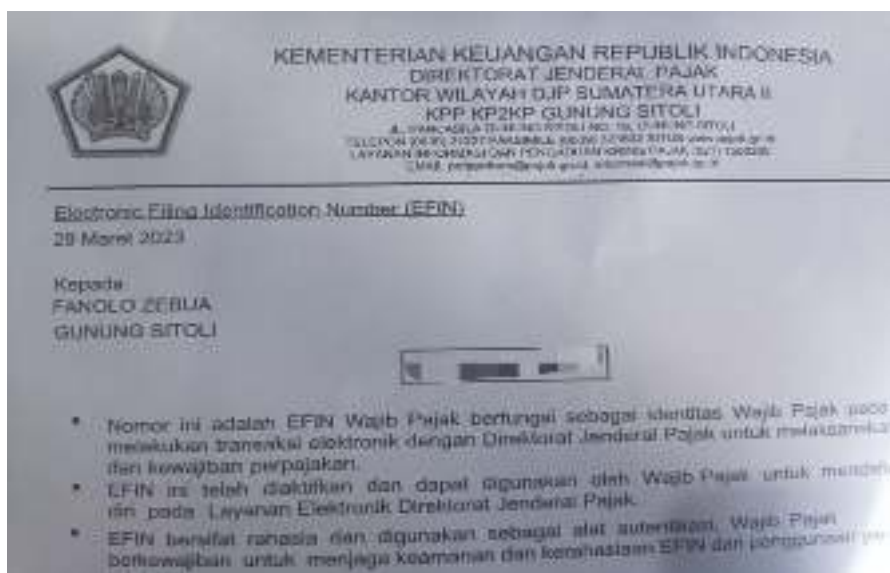 KEMENTERIAN KEUANGAN REPUBLIK INDONESIA
DIREKTORAT JENDERAL PAJAK
KANTOR WILAYAH DJP SUMATERA UTARA II
KPP KP2KP GUNUNG SITOLI
Electronic Filing Identification Number (EFIN)
29 Maret 2023
Kepada
FANOLO ZEBUA
GUNUNG SITOLI
* Nomor ini adalah EFIN Wajib Pajak berfungsi sebagai identitas Wajib Pajak
melakukan transaksi elektronik dengan Direktorat Jenderal Pajak untuk
dan kewajiban perpajakan.
* EFIN ini telah diaktifkan dan dapat digunakan oleh Wajib Pajak untuk
diri pada Layanan Elektronik Direktorat Jenderal Pajak.
* EFIN bersifat rahasia dan digunakan sebagai alat autentikasi, Wajib Pajak
berkewajiban untuk menjaga keamanan dan kerahasiaan EFIN dan